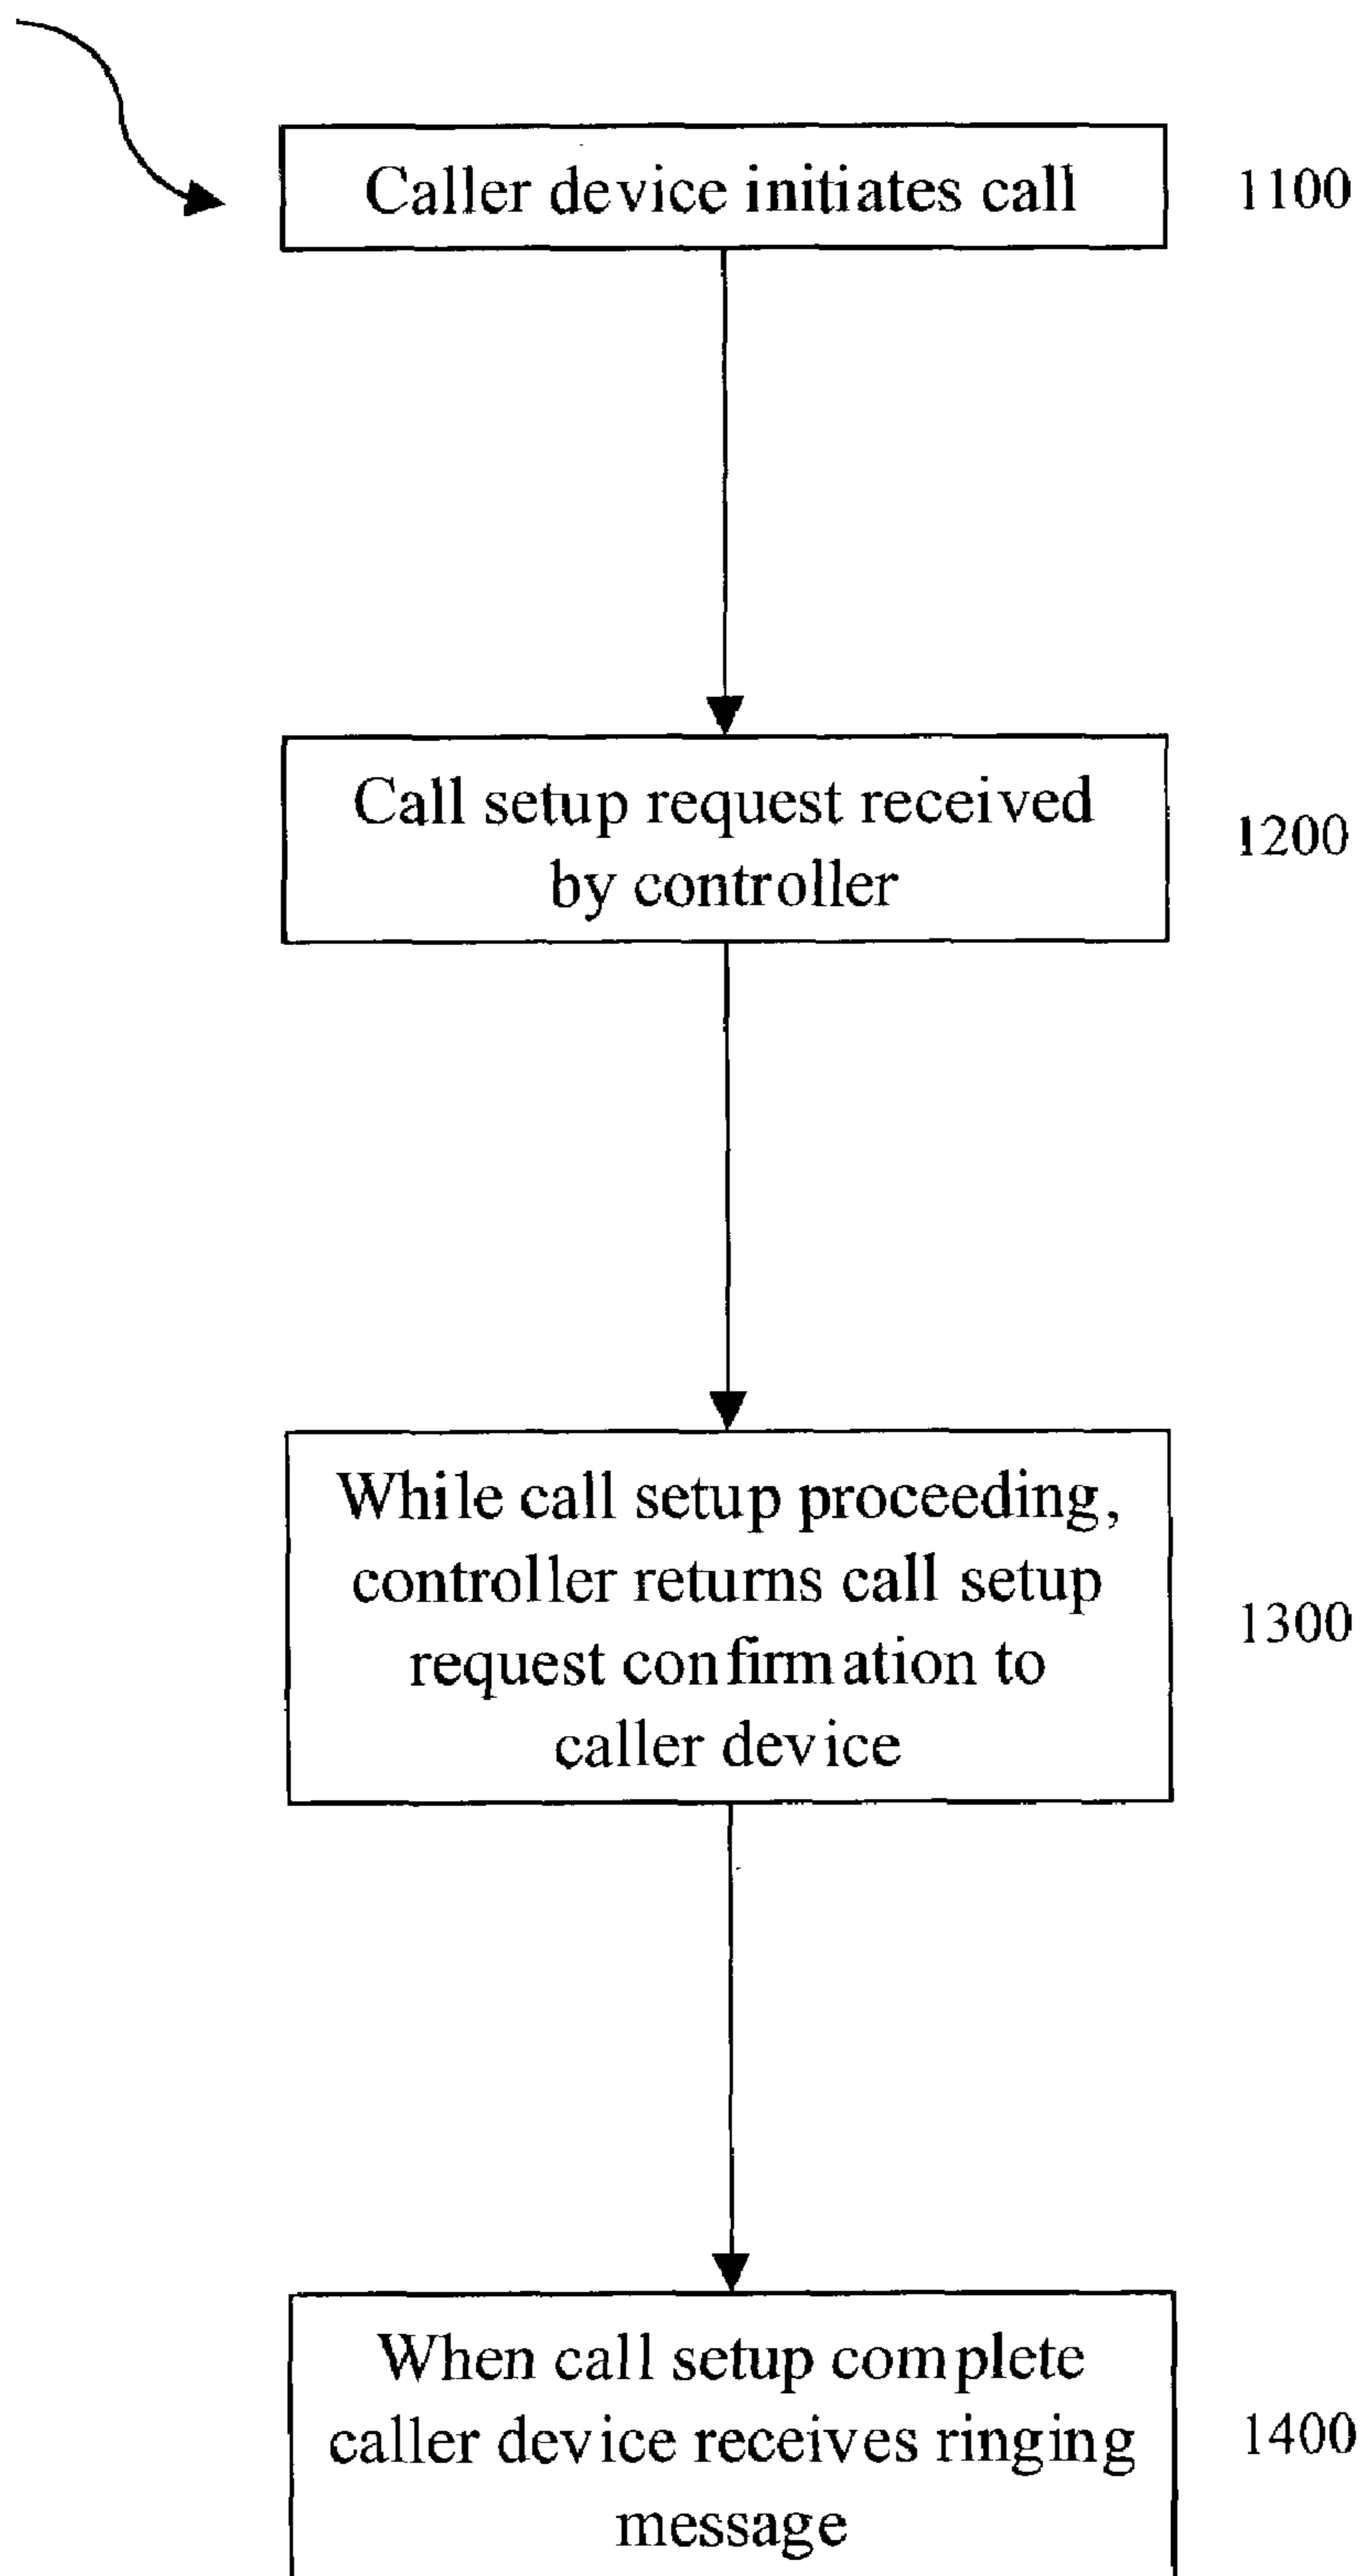 Caller device initiates call
1100
Call setup request received
by controller
1200
While call setup proceeding,
controller returns call setup
request confirmation to
caller device
1300
When call setup complete
caller device receives ringing
message
1400